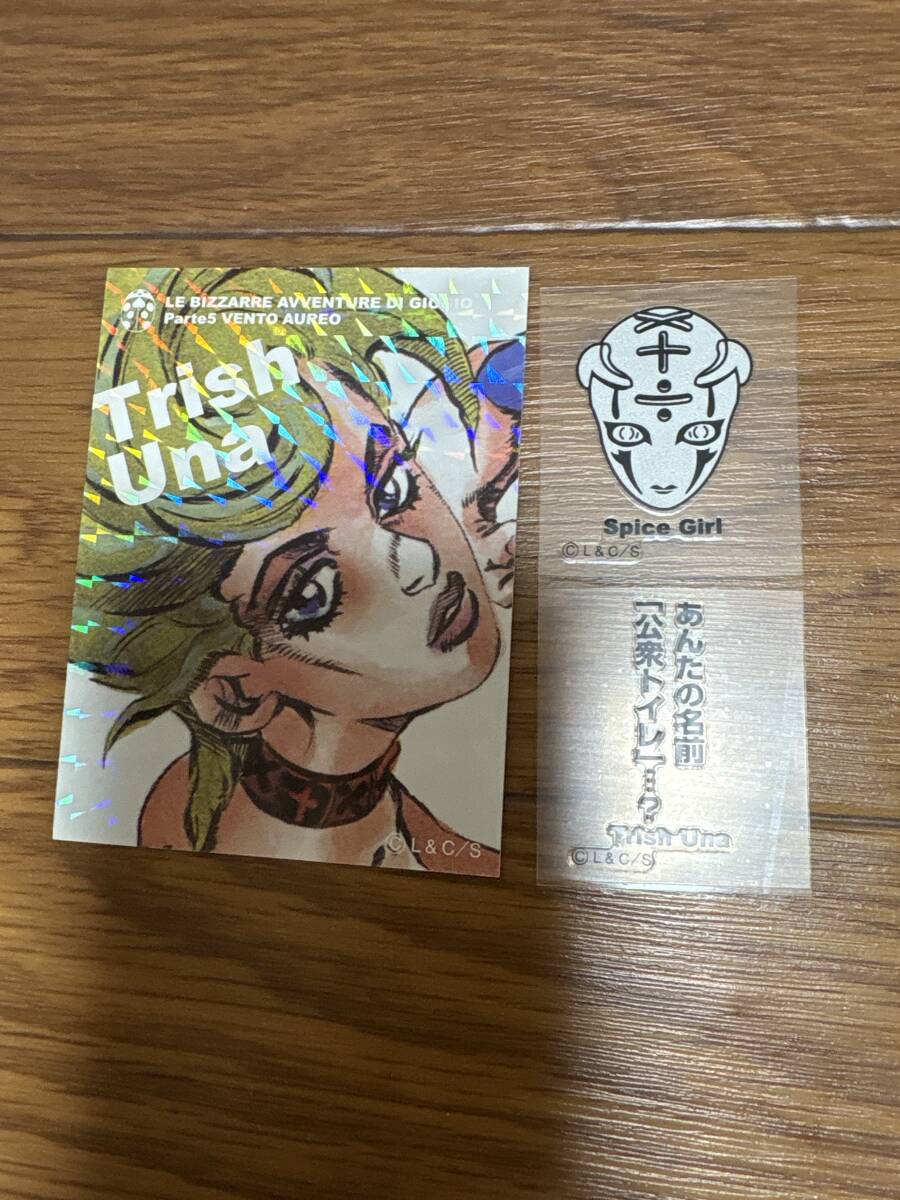 LE BIZZARRE AVVENTURE DI GIOGIO
Parte5 VENTO AUREO
Trish
Una
©L&C/S
Spice Girl
©L&C/S
あんたの名前
「公衆トイレ」…?
Trish Una
©L&C/S